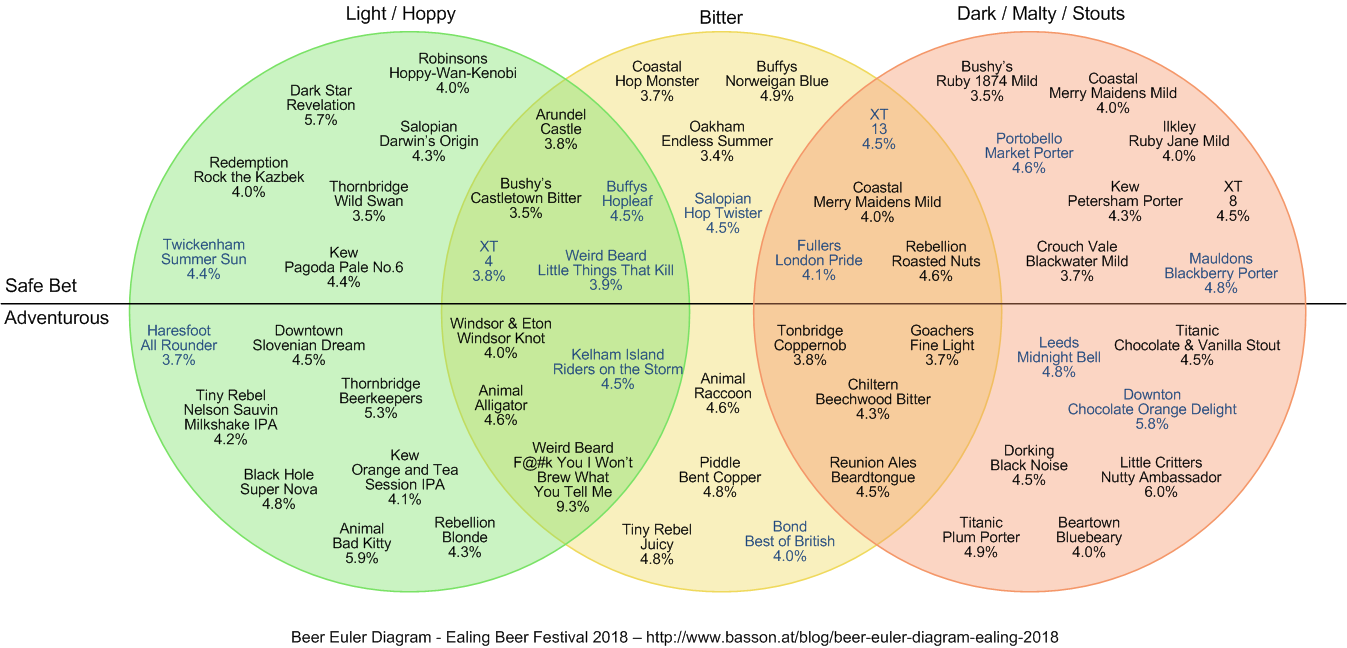 Light / Hoppy
Bitter
Dark / Malty / Stouts
Safe Bet
Adventurous
Robinsons
Hoppy-Wan-Kenobi
4.0%
Dark Star
Revelation
5.7%
Salopian
Darwin's Origin
4.3%
Redemption
Rock the Kazbek
4.0%
Thornbridge
Wild Swan
3.5%
Twickenham
Summer Sun
4.4%
Kew
Pagoda Pale No.6
4.4%
Arundel
Castle
3.8%
Bushy's
Castletown Bitter
3.5%
Buffys
Hopleaf
4.5%
XT
4
3.8%
Weird Beard
Little Things That Kill
3.9%
Coastal
Hop Monster
3.7%
Buffys
Norweigan Blue
4.9%
Oakham
Endless Summer
3.4%
Salopian
Hop Twister
4.5%
XT
13
4.5%
Coastal
Merry Maidens Mild
4.0%
Fullers
London Pride
4.1%
Rebellion
Roasted Nuts
4.6%
Bushy's
Ruby 1874 Mild
3.5%
Coastal
Merry Maidens Mild
4.0%
Portobello
Market Porter
4.6%
Ilkley
Ruby Jane Mild
4.0%
Kew
Petersham Porter
4.3%
XT
8
4.5%
Crouch Vale
Blackwater Mild
3.7%
Mauldons
Blackberry Porter
4.8%
Haresfoot
All Rounder
3.7%
Downtown
Slovenian Dream
4.5%
Tiny Rebel
Nelson Sauvin
Milkshake IPA
4.2%
Thornbridge
Beerkeepers
5.3%
Black Hole
Super Nova
4.8%
Kew
Orange and Tea
Session IPA
4.1%
Animal
Bad Kitty
5.9%
Rebellion
Blonde
4.3%
Windsor & Eton
Windsor Knot
4.0%
Kelham Island
Riders on the Storm
4.5%
Animal
Alligator
4.6%
Weird Beard
F@#k You I Won't
Brew What
You Tell Me
9.3%
Animal
Raccoon
4.6%
Piddle
Bent Copper
4.8%
Tiny Rebel
Juicy
4.8%
Bond
Best of British
4.0%
Tonbridge
Coppernob
3.8%
Goachers
Fine Light
3.7%
Chiltern
Beechwood Bitter
4.3%
Reunion Ales
Beardtongue
4.5%
Leeds
Midnight Bell
4.8%
Titanic
Chocolate & Vanilla Stout
4.5%
Downton
Chocolate Orange Delight
5.8%
Dorking
Black Noise
4.5%
Little Critters
Nutty Ambassador
6.0%
Titanic
Plum Porter
4.9%
Beartown
Bluebeary
4.0%
Beer Euler Diagram - Ealing Beer Festival 2018 – http://www.basson.at/blog/beer-euler-diagram-ealing-2018